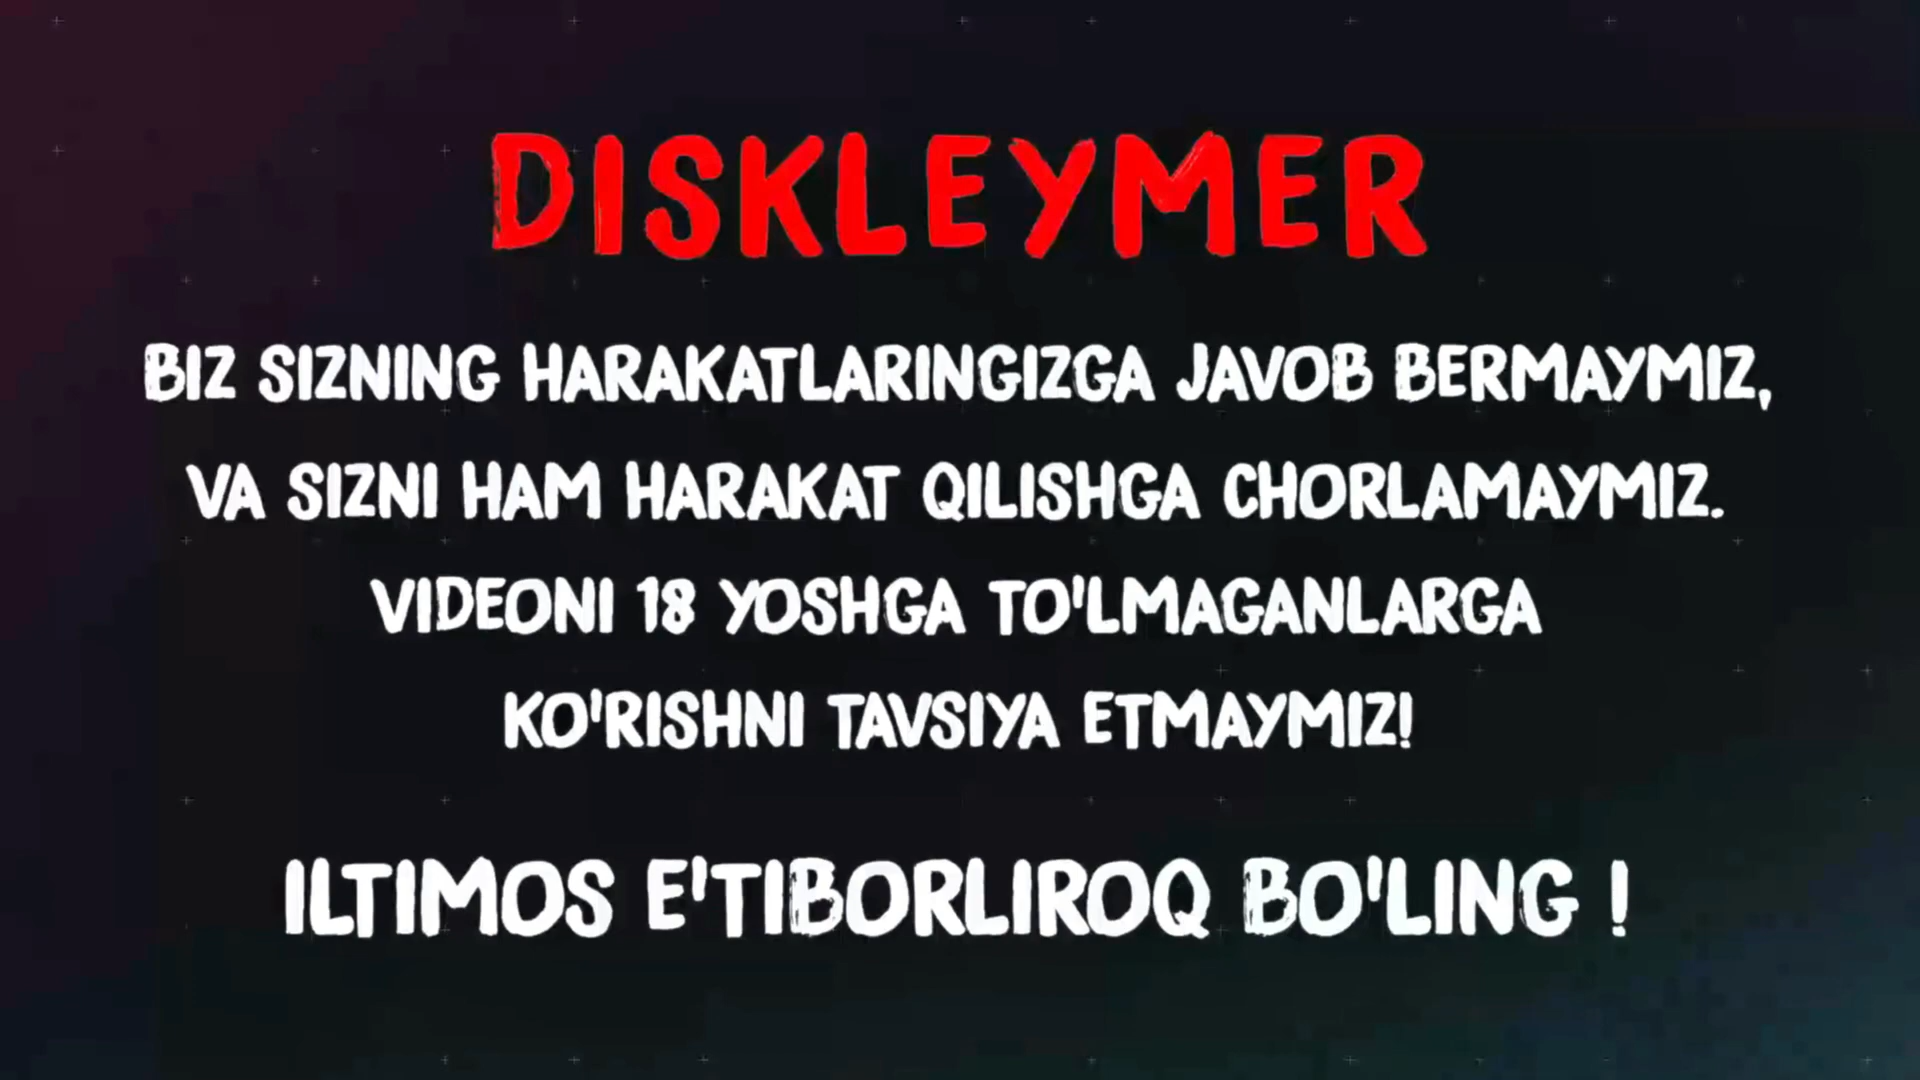 DISKLEYMER
BIZ SIZNING HARAKATLARINGIZGA JAVOB BERMAYMIZ,
VA SIZNI HAM HARAKAT QILISHGA CHORLAMAYMIZ.
VIDEONI 18 YOSHGA TO'LMAGANLARGA
KO'RISHNI TAVSIYA ETMAYMIZ!
ILTIMOS E'TIBORLIROQ BO'LING !